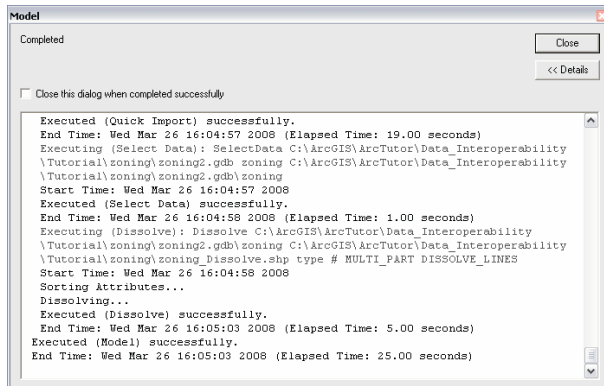 Model
Completed
Close
<< Details
Close this dialog when completed successfully
Executed (Quick Import) successfully.
End Time: Wed Mar 26 16:04:57 2008 (Elapsed Time: 19.00 seconds)
Executing (Select Data): SelectData C:\ArcGIS\ArcTutor\Data_Interoperability
\Tutorial\zoning\zoning2.gdb zoning C:\ArcGIS\ArcTutor\Data_Interoperability
\Tutorial\zoning\zoning2.gdb\zoning
Start Time: Wed Mar 26 16:04:57 2008
Executed (Select Data) successfully.
End Time: Wed Mar 26 16:04:58 2008 (Elapsed Time: 1.00 seconds)
Executing (Dissolve): Dissolve C:\ArcGIS\ArcTutor\Data_Interoperability
\Tutorial\zoning\zoning2.gdb\zoning C:\ArcGIS\ArcTutor\Data_Interoperability
\Tutorial\zoning\zoning_Dissolve.shp type # MULTI_PART DISSOLVE_LINES
Start Time: Wed Mar 26 16:04:58 2008
Sorting Attributes...
Dissolving...
Executed (Dissolve) successfully.
End Time: Wed Mar 26 16:05:03 2008 (Elapsed Time: 5.00 seconds)
Executed (Model) successfully.
End Time: Wed Mar 26 16:05:03 2008 (Elapsed Time: 25.00 seconds)